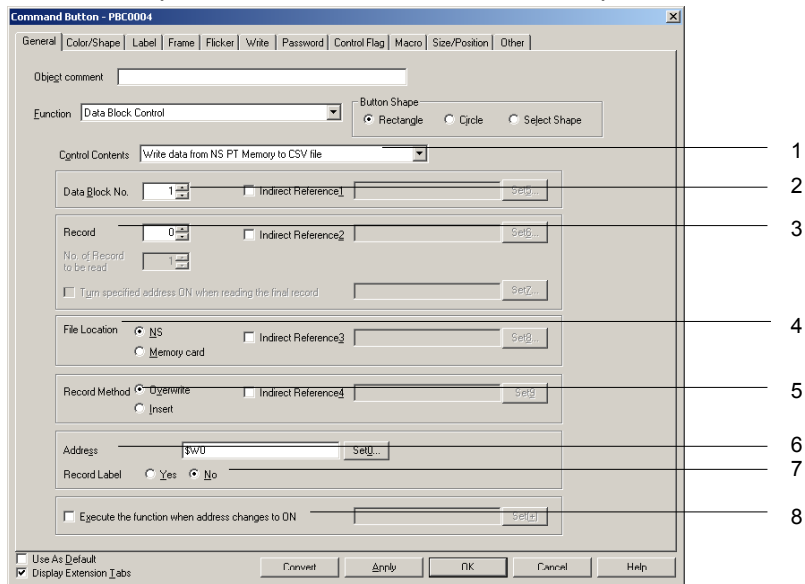 Command Button - PBC0004
General Color/Shape Label Frame Flicker Write Password Control Flag Macro Size/Position Other
Object comment
Function Data Block Control
Button Shape
Rectangle Circle Select Shape
Control Contents Write data from NS PT Memory to CSV file 1
Data Block No. 1 Indirect Reference1 Set5... 2
Record 0 Indirect Reference2 Set6... 3
No. of Record
to be read 1
Turn specified address ON when reading the final record Set7...
File Location NS Indirect Reference3 Set8... 4
Memory card
Record Method Overwrite Indirect Reference4 Set9 5
Insert
Address $W0 Set0... 6
Record Label Yes No 7
Execute the function when address changes to ON Set(+) 8
Use As Default
Display Extension Tabs
Convert Apply OK Cancel Help